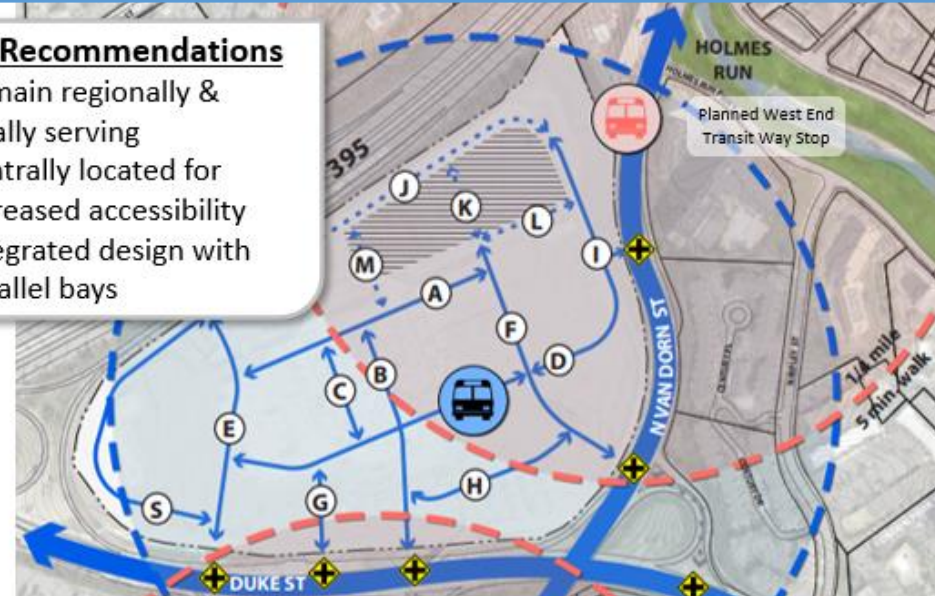 Recommendations
main regionally &
ally serving
ntrally located for
reased accessibility
egrated design with
allel bays
395
HOLMES
RUN
Planned West End
Transit Way Stop
J
K
L
M
I
A
F
D
B
C
E
H
G
S
N VAN DORN ST
1/4 mile
5 min. walk
DUKE ST